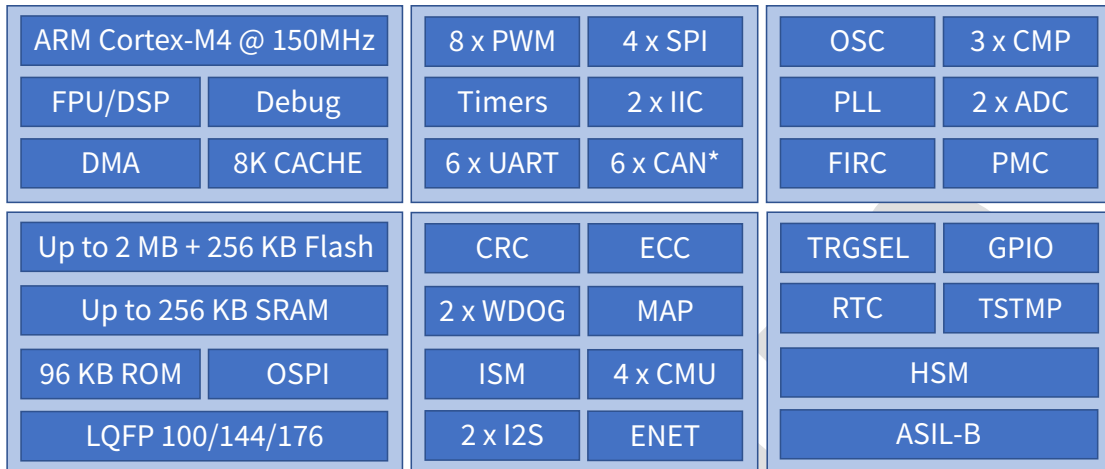 ARM Cortex-M4 @ 150MHz
FPU/DSP
Debug
DMA
8K CACHE
8 x PWM
4 x SPI
Timers
2 x IIC
6 x UART
6 x CAN*
OSC
3 x CMP
PLL
2 x ADC
FIRC
PMC
Up to 2 MB + 256 KB Flash
Up to 256 KB SRAM
96 KB ROM
OSPI
LQFP 100/144/176
CRC
ECC
2 x WDOG
MAP
ISM
4 x CMU
2 x I2S
ENET
TRGSEL
GPIO
RTC
TSTMP
HSM
ASIL-B